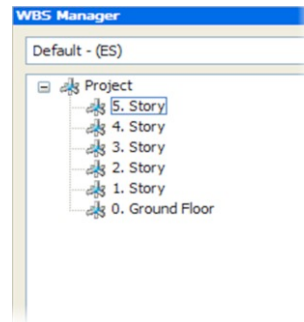 WBS Manager
Default - (ES)
Project
5. Story
4. Story
3. Story
2. Story
1. Story
0. Ground Floor